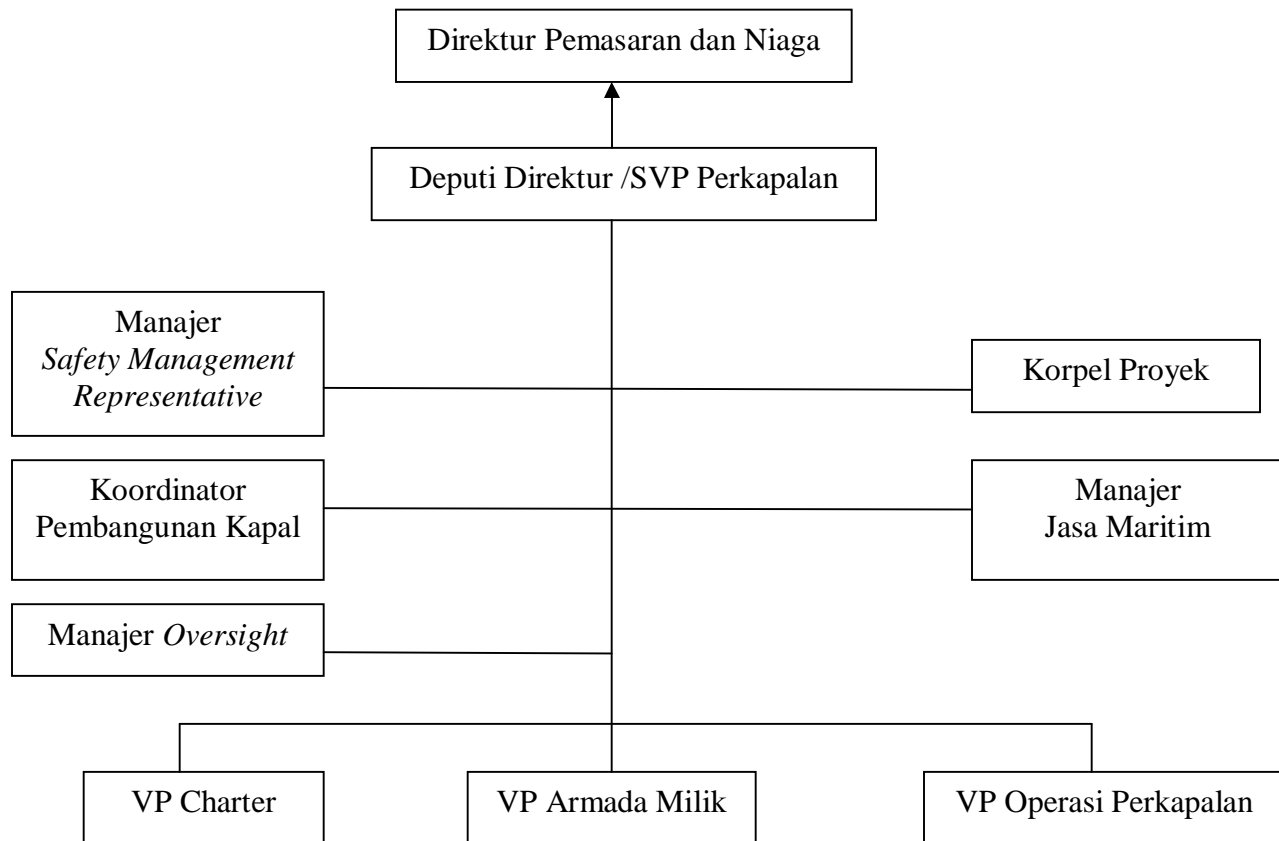 Direktur Pemasaran dan Niaga
Deputi Direktur /SVP Perkapalan
Manajer
Safety Management
Representative
Korpel Proyek
Koordinator
Pembangunan Kapal
Manajer
Jasa Maritim
Manajer Oversight
VP Charter
VP Armada Milik
VP Operasi Perkapalan